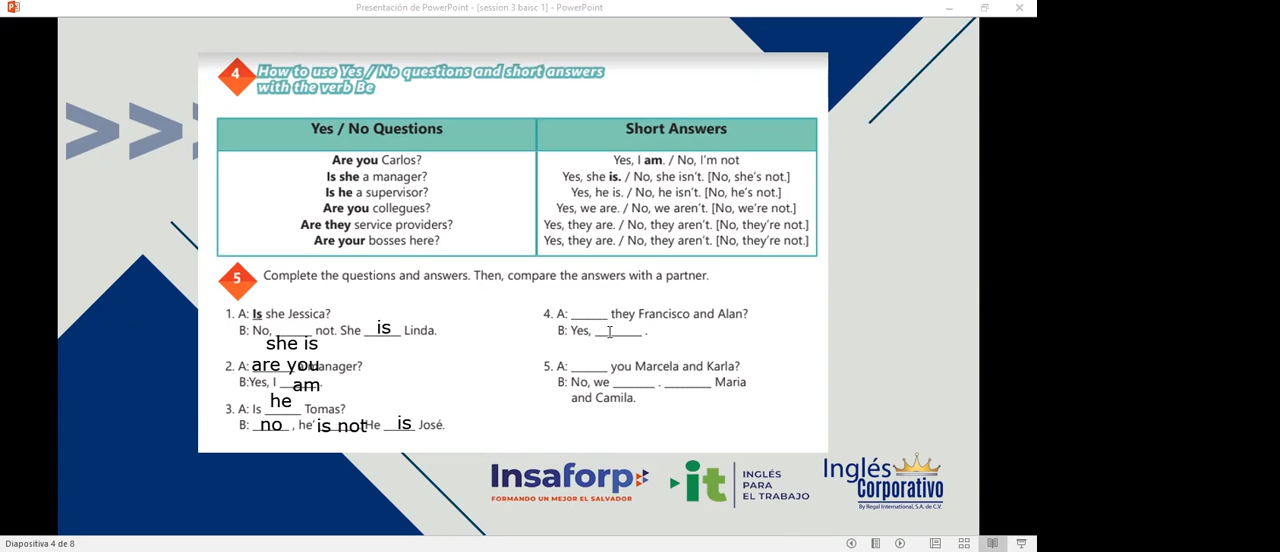 Presentación de PowerPoint - [session 3 baisc 1] - PowerPoint
4 How to use Yes / No questions and short answers
with the verb Be
Yes / No Questions Short Answers
Are you Carlos? Yes, I am. / No, I'm not
Is she a manager? Yes, she is. / No, she isn't. [No, she's not.]
Is he a supervisor? Yes, he is. / No, he isn't. [No, he's not.]
Are you collegues? Yes, we are. / No, we aren't. [No, we're not.]
Are they service providers? Yes, they are. / No, they aren't. [No, they're not.]
Are your bosses here? Yes, they are. / No, they aren't. [No, they're not.]
5 Complete the questions and answers. Then, compare the answers with a partner.
1. A: Is she Jessica?
B: No, ______ not. She is Linda.
she is
2. A: are you a manager?
B:Yes, I am.
3. A: Is he Tomas?
B: no, he' is not He is José.
4. A: ______ they Francisco and Alan?
B: Yes, ________ .
5. A: ______ you Marcela and Karla?
B: No, we _______ . ________ Maria
and Camila.
Insaforp
FORMANDO UN MEJOR EL SALVADOR
it INGLÉS
PARA
EL TRABAJO
Inglés
Corporativo
By Regal International, S.A. de C.V.
Diapositiva 4 de 8